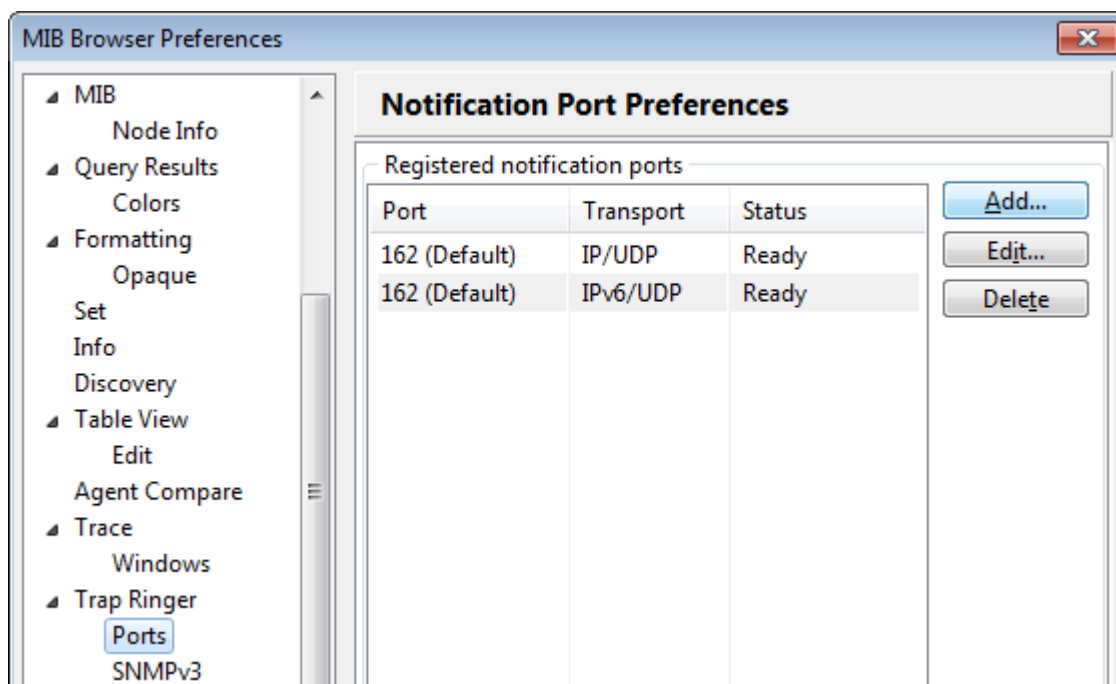 MIB Browser Preferences
MIB
Node Info
Query Results
Colors
Formatting
Opaque
Set
Info
Discovery
Table View
Edit
Agent Compare
Trace
Windows
Trap Ringer
Ports
SNMPv3
Notification Port Preferences
Registered notification ports
Port Transport Status
162 (Default) IP/UDP Ready
162 (Default) IPv6/UDP Ready
Add...
Edit...
Delete